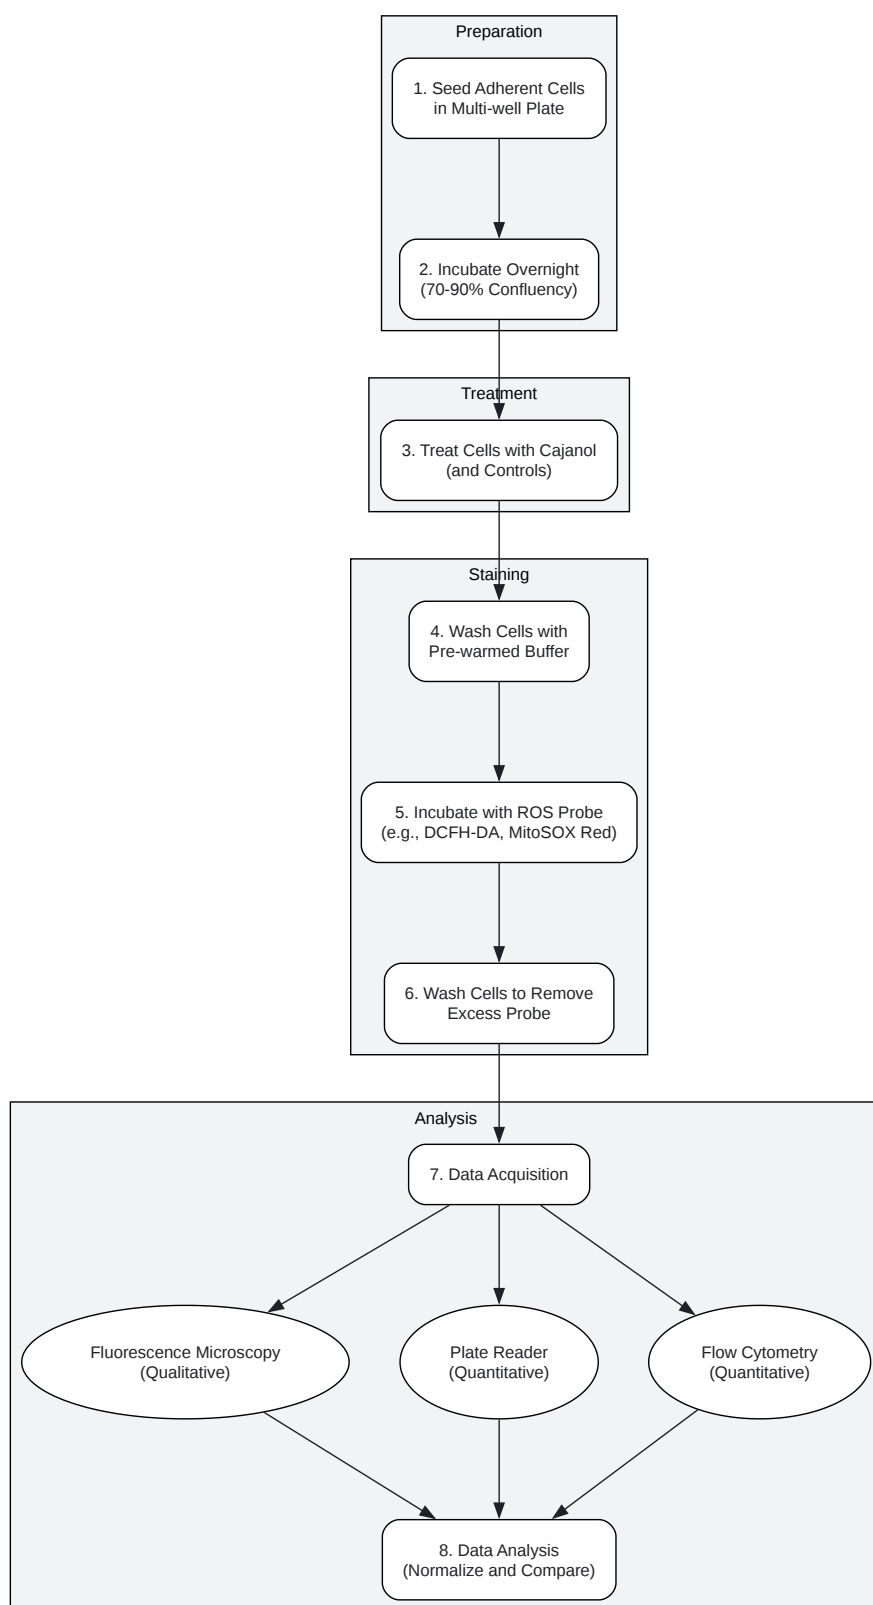 Preparation
1. Seed Adherent Cells
in Multi-well Plate
2. Incubate Overnight
(70-90% Confluency)
Treatment
3. Treat Cells with Cajanol
(and Controls)
Staining
4. Wash Cells with
Pre-warmed Buffer
5. Incubate with ROS Probe
(e.g., DCFH-DA, MitoSOX Red)
6. Wash Cells to Remove
Excess Probe
Analysis
7. Data Acquisition
Fluorescence Microscopy
(Qualitative)
Plate Reader
(Quantitative)
Flow Cytometry
(Quantitative)
8. Data Analysis
(Normalize and Compare)